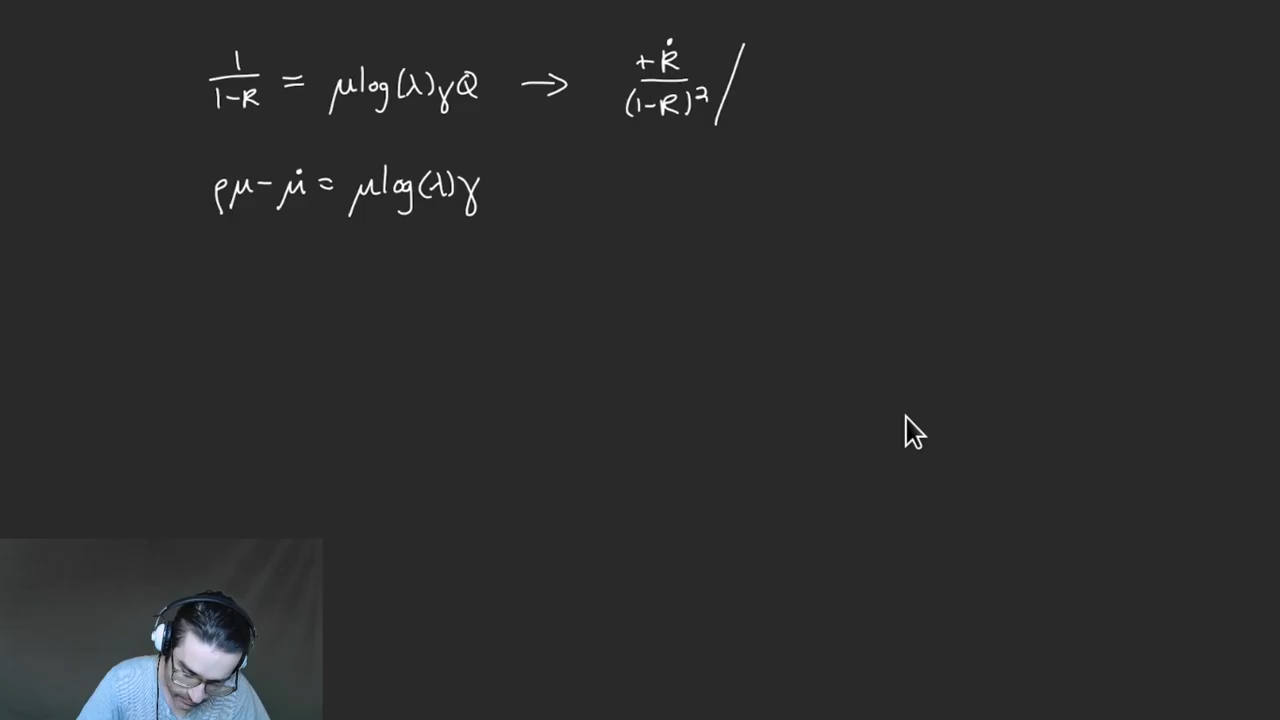 1/(1-R) = μlog(λ)γQ → +Ṙ/(1-R)² /
ρμ - μ̇ = μlog(λ)γ